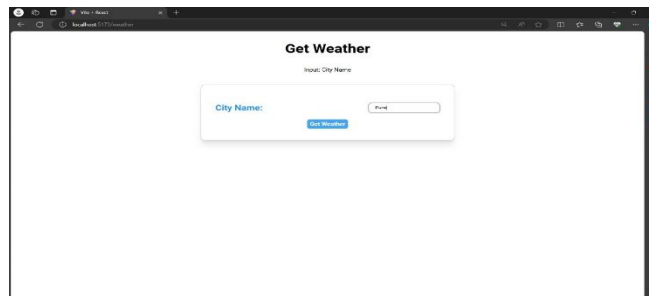 Vite + React
localhost:5173/weather
Get Weather
Input: City Name
City Name:
Get Weather